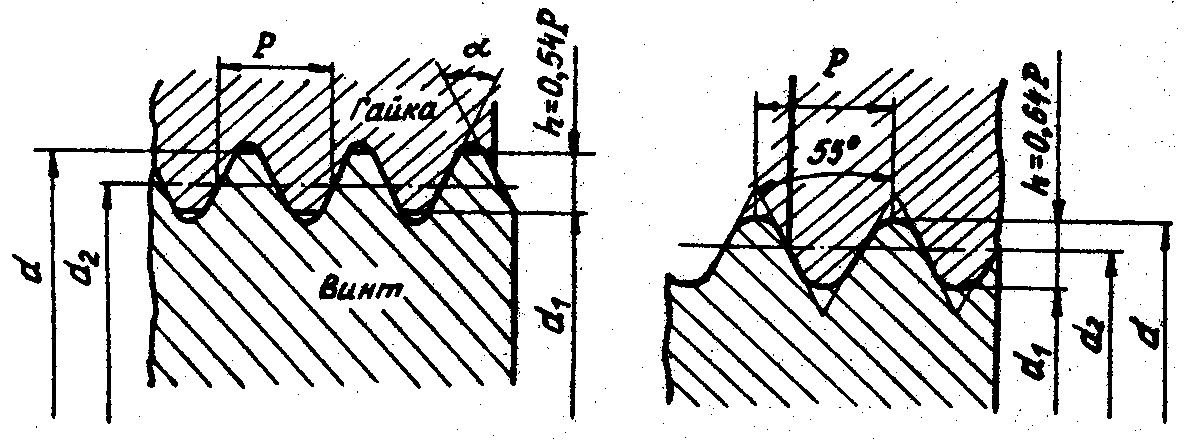 P
α
h=0,54P
Гайка
d
d₂
Винт
d₁
P
55°
h=0,64P
d₁
d₂
d